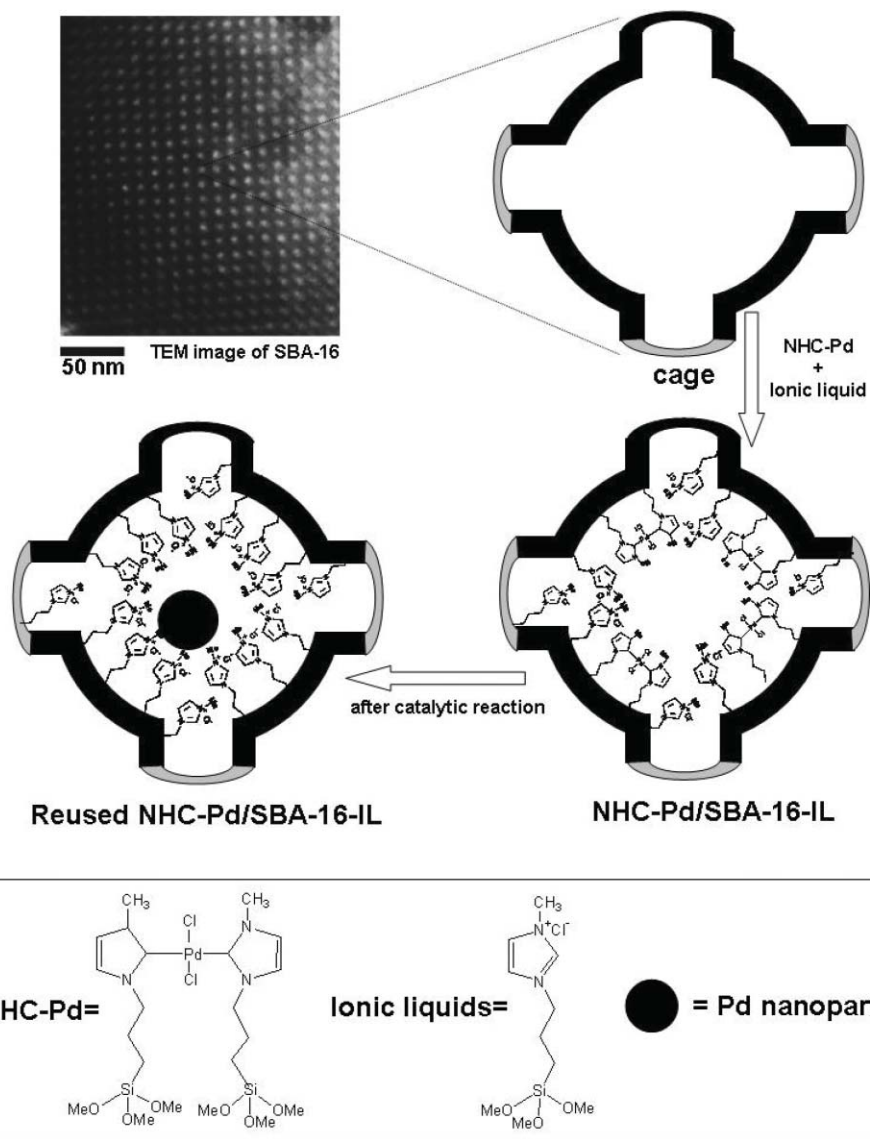 TEM image of SBA-16
50 nm
cage
NHC-Pd
+
Ionic liquid
after catalytic reaction
Reused NHC-Pd/SBA-16-IL
NHC-Pd/SBA-16-IL
CH3
CH3
Cl
N
Pd
Cl
N
N
HC-Pd=
Si
Si
MeO
OMe
OMe
MeO
OMe
OMe
Ionic liquids=
CH3
N+Cl-
N
Si
MeO
OMe
OMe
= Pd nanopar